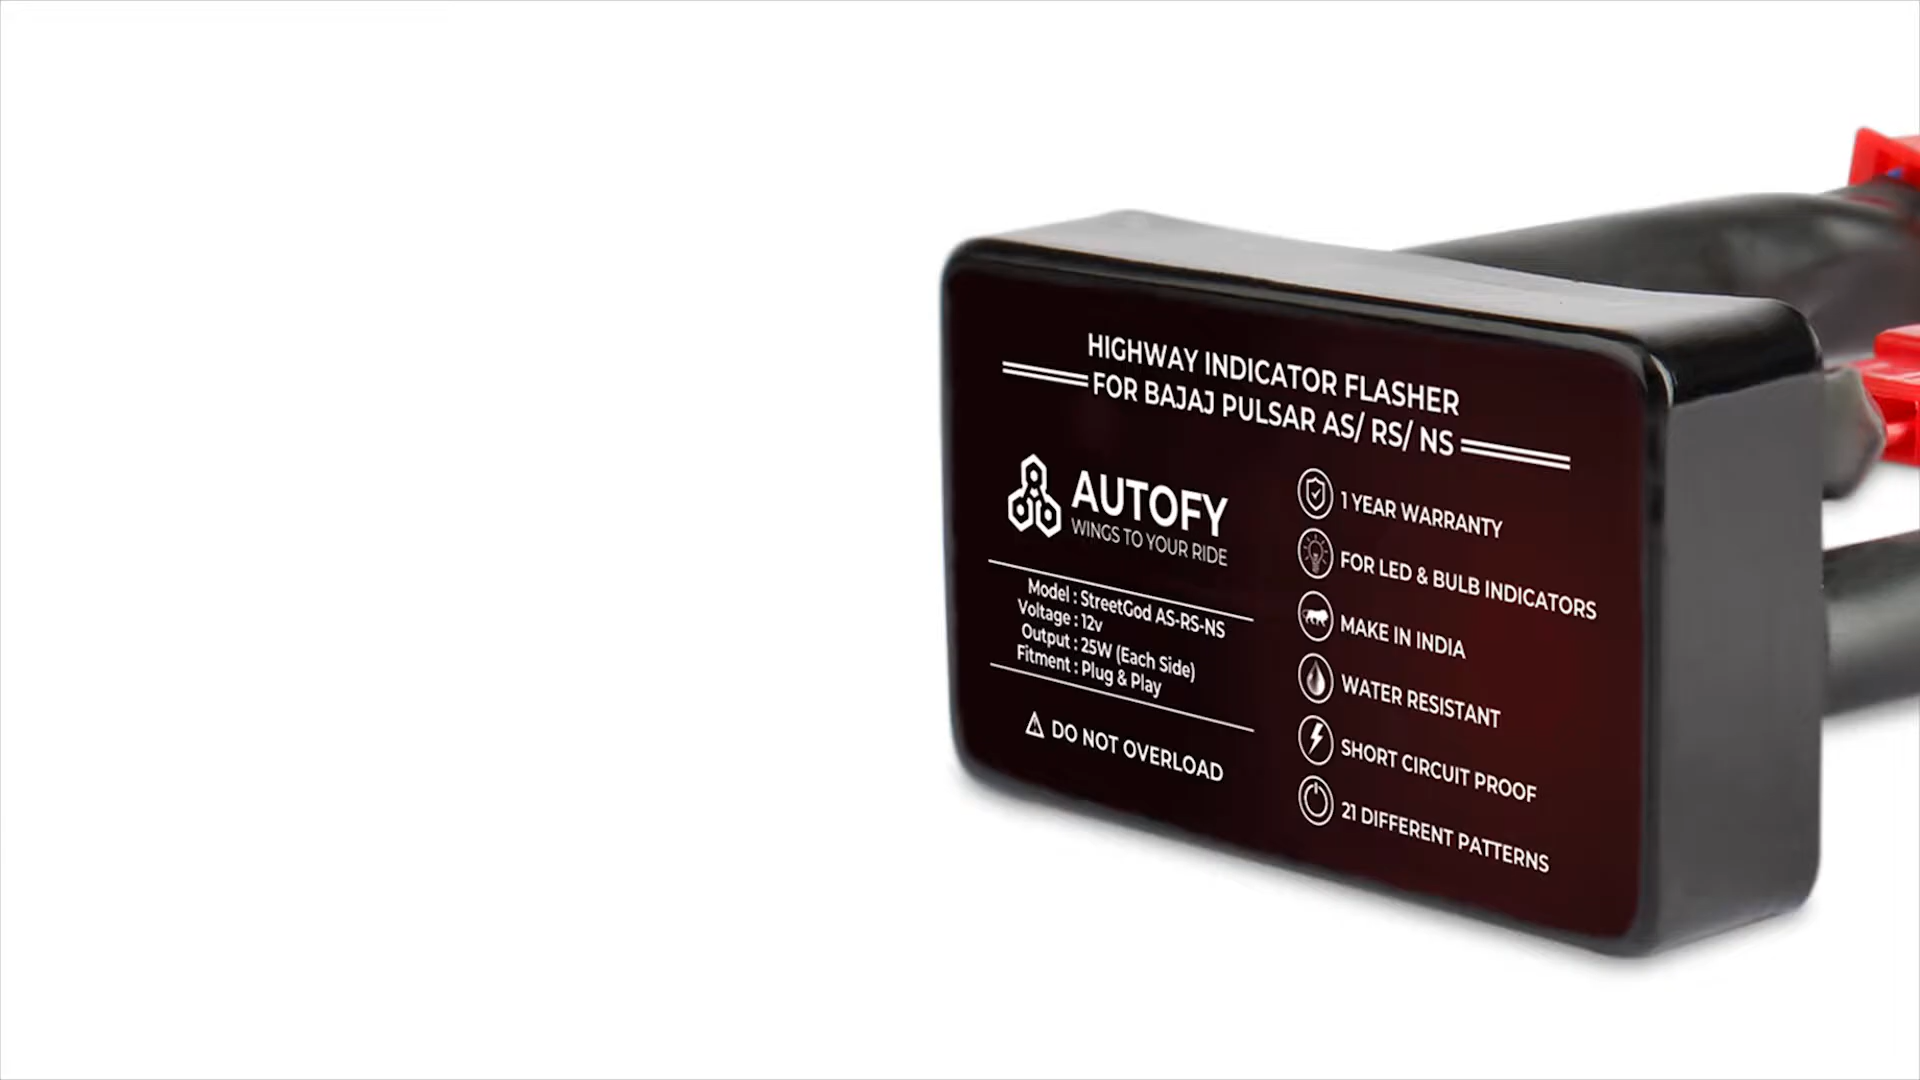 HIGHWAY INDICATOR FLASHER
FOR BAJAJ PULSAR AS/ RS/ NS
AUTOFY
WINGS TO YOUR RIDE
Model : StreetGod AS-RS-NS
Voltage : 12v
Output : 25W (Each Side)
Fitment : Plug & Play
DO NOT OVERLOAD
1 YEAR WARRANTY
FOR LED & BULB INDICATORS
MAKE IN INDIA
WATER RESISTANT
SHORT CIRCUIT PROOF
21 DIFFERENT PATTERNS